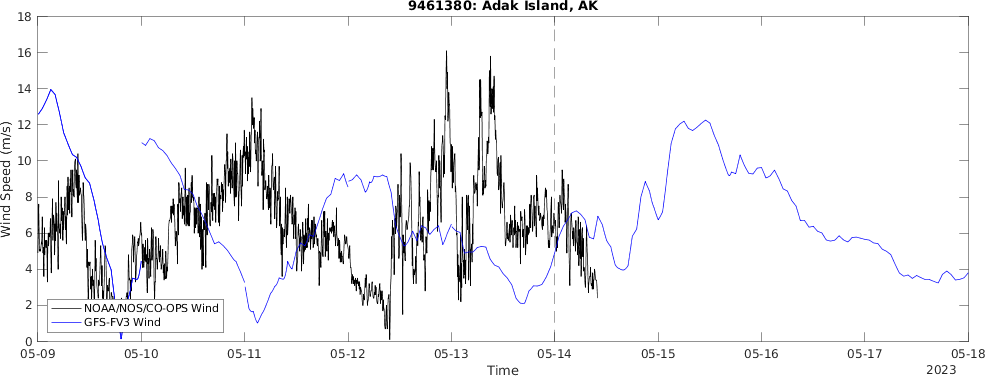 9461380: Adak Island, AK
18
16
14
12
10
8
6
4
2
0
Wind Speed (m/s)
NOAA/NOS/CO-OPS Wind
GFS-FV3 Wind
05-09 05-10 05-11 05-12 05-13 05-14 05-15 05-16 05-17 05-18
Time
2023